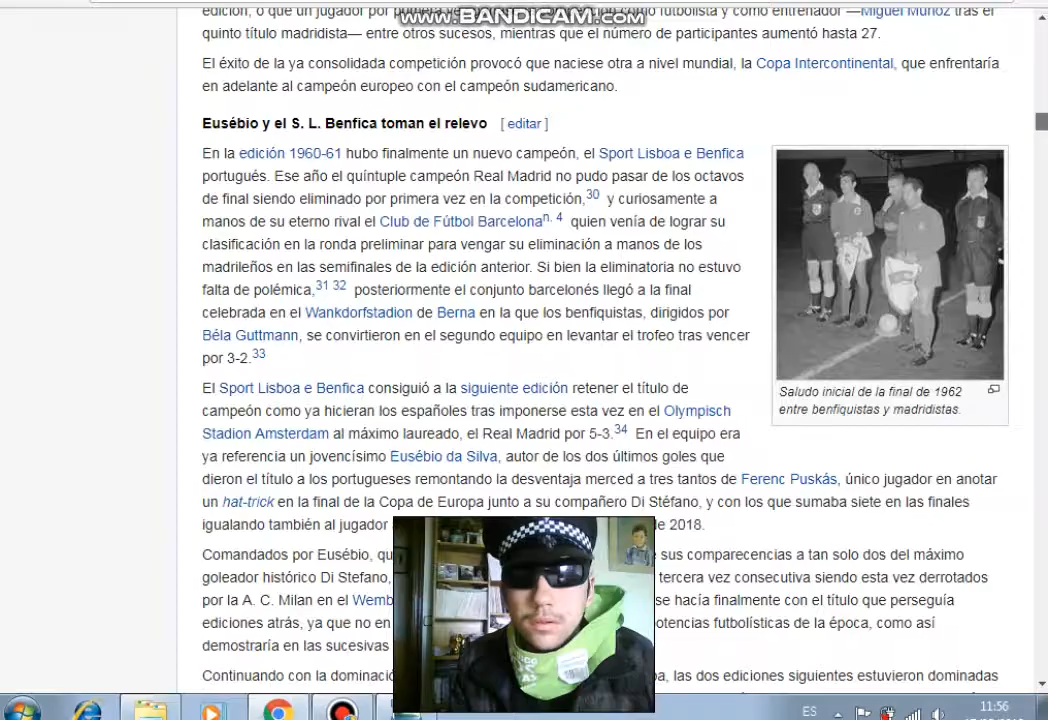 edición, o que un jugador por
www.BANDICAM.com
como futbolista y como entrenador —Miguel Muñoz tras el
quinto título madridista— entre otros sucesos, mientras que el número de participantes aumentó hasta 27.
El éxito de la ya consolidada competición provocó que naciese otra a nivel mundial, la Copa Intercontinental, que enfrentaría
en adelante al campeón europeo con el campeón sudamericano.
Eusébio y el S. L. Benfica toman el relevo [ editar ]
En la edición 1960-61 hubo finalmente un nuevo campeón, el Sport Lisboa e Benfica
portugués. Ese año el quíntuple campeón Real Madrid no pudo pasar de los octavos
de final siendo eliminado por primera vez en la competición,30 y curiosamente a
manos de su eterno rival el Club de Fútbol Barcelonan. 4 quien venía de lograr su
clasificación en la ronda preliminar para vengar su eliminación a manos de los
madrileños en las semifinales de la edición anterior. Si bien la eliminatoria no estuvo
falta de polémica,31 32 posteriormente el conjunto barcelonés llegó a la final
celebrada en el Wankdorfstadion de Berna en la que los benfiquistas, dirigidos por
Béla Guttmann, se convirtieron en el segundo equipo en levantar el trofeo tras vencer
por 3-2.33
Saludo inicial de la final de 1962
entre benfiquistas y madridistas.
El Sport Lisboa e Benfica consiguió a la siguiente edición retener el título de
campeón como ya hicieran los españoles tras imponerse esta vez en el Olympisch
Stadion Amsterdam al máximo laureado, el Real Madrid por 5-3.34 En el equipo era
ya referencia un jovencísimo Eusébio da Silva, autor de los dos últimos goles que
dieron el título a los portugueses remontando la desventaja merced a tres tantos de Ferenc Puskás, único jugador en anotar
un hat-trick en la final de la Copa de Europa junto a su compañero Di Stéfano, y con los que sumaba siete en las finales
igualando también al jugador de 2018.
Comandados por Eusébio, qu sus comparecencias a tan solo dos del máximo
goleador histórico Di Stefano, tercera vez consecutiva siendo esta vez derrotados
por la A. C. Milan en el Wemb se hacía finalmente con el título que perseguía
ediciones atrás, ya que no en otencias futbolísticas de la época, como así
demostraría en las sucesivas
Continuando con la dominació a, las dos ediciones siguientes estuvieron dominadas
ES
11:56